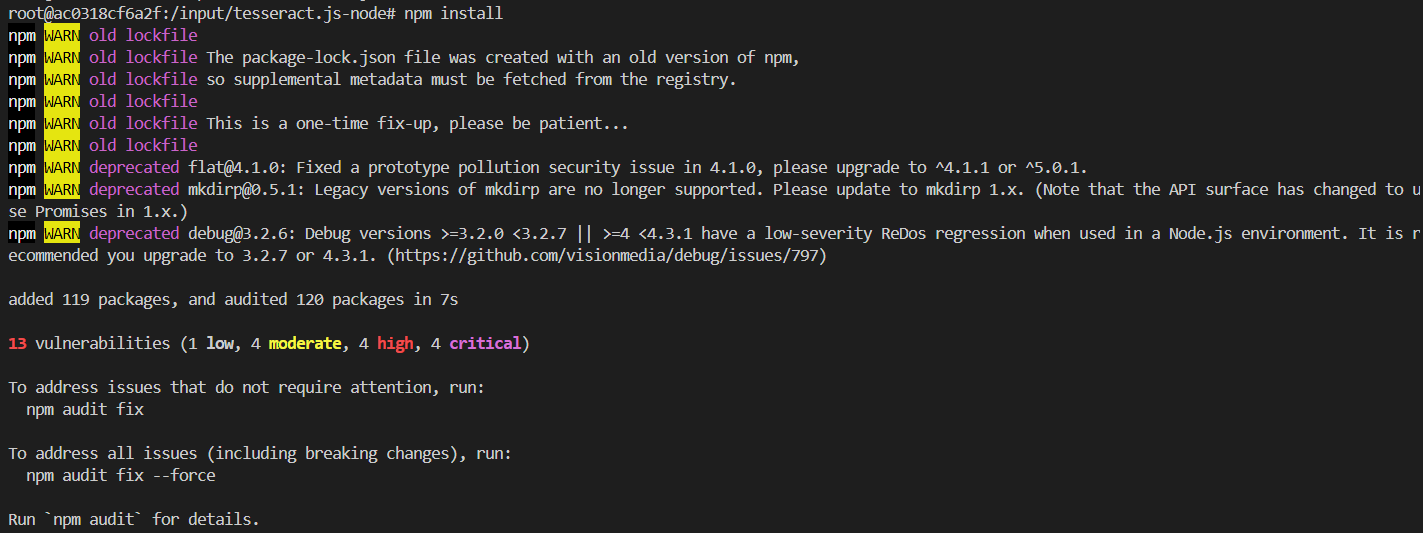 root@ac0318cf6a2f:/input/tesseract.js-node# npm install
npm WARN old lockfile
npm WARN old lockfile The package-lock.json file was created with an old version of npm,
npm WARN old lockfile so supplemental metadata must be fetched from the registry.
npm WARN old lockfile
npm WARN old lockfile This is a one-time fix-up, please be patient...
npm WARN old lockfile
npm WARN deprecated flat@4.1.0: Fixed a prototype pollution security issue in 4.1.0, please upgrade to ^4.1.1 or ^5.0.1.
npm WARN deprecated mkdirp@0.5.1: Legacy versions of mkdirp are no longer supported. Please update to mkdirp 1.x. (Note that the API surface has changed to u
se Promises in 1.x.)
npm WARN deprecated debug@3.2.6: Debug versions >=3.2.0 <3.2.7 || >=4 <4.3.1 have a low-severity ReDos regression when used in a Node.js environment. It is r
ecommended you upgrade to 3.2.7 or 4.3.1. (https://github.com/visionmedia/debug/issues/797)
added 119 packages, and audited 120 packages in 7s
13 vulnerabilities (1 low, 4 moderate, 4 high, 4 critical)
To address issues that do not require attention, run:
  npm audit fix
To address all issues (including breaking changes), run:
  npm audit fix --force
Run `npm audit` for details.